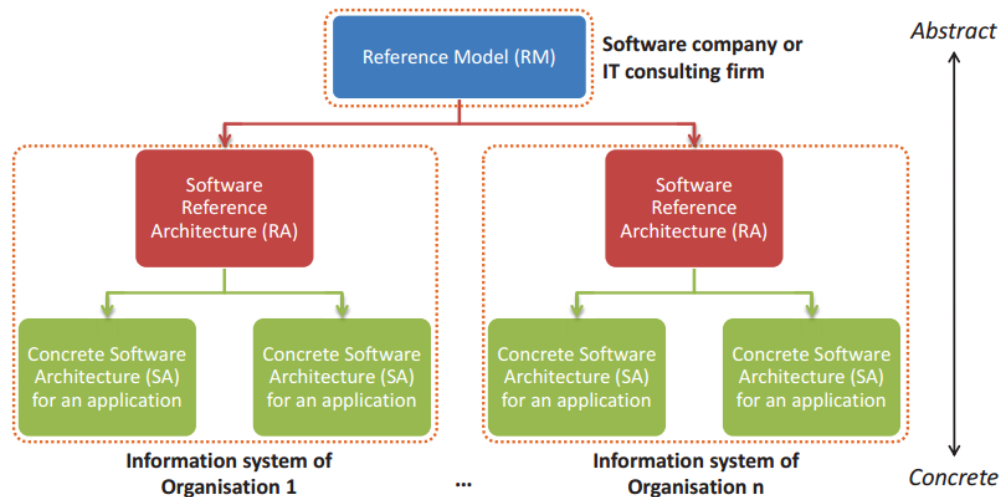 Reference Model (RM)
Software company or
IT consulting firm
Abstract
Software
Reference
Architecture (RA)
Software
Reference
Architecture (RA)
Concrete Software
Architecture (SA)
for an application
Concrete Software
Architecture (SA)
for an application
Concrete Software
Architecture (SA)
for an application
Concrete Software
Architecture (SA)
for an application
Information system of
Organisation 1
...
Information system of
Organisation n
Concrete